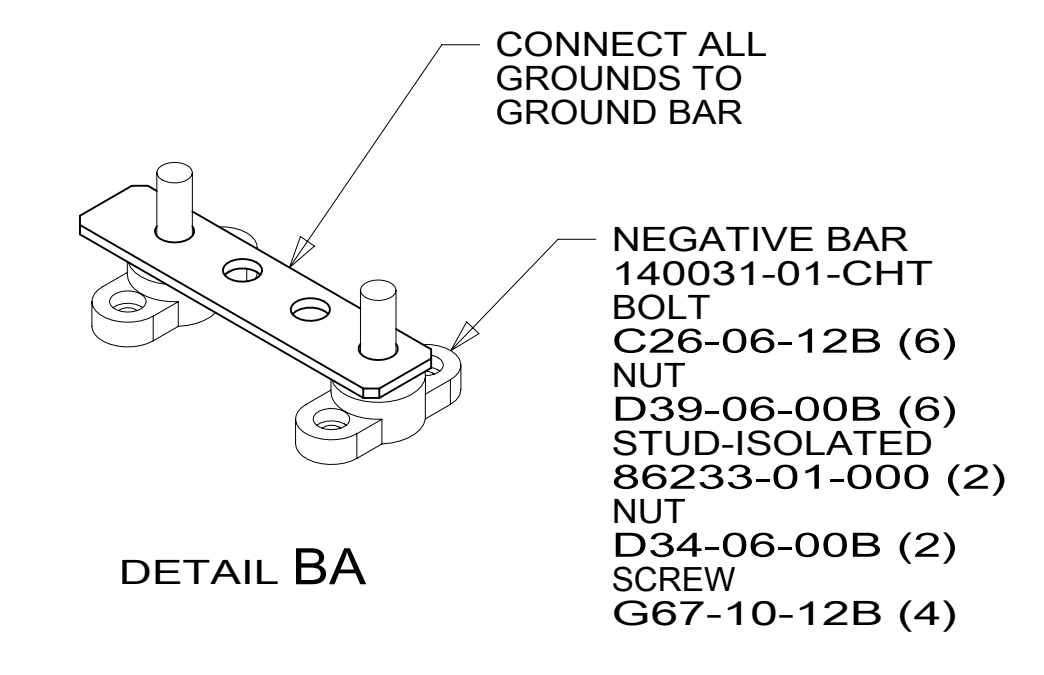 CONNECT ALL
GROUNDS TO
GROUND BAR
NEGATIVE BAR
140031-01-CHT
BOLT
C26-06-12B (6)
NUT
D39-06-00B (6)
STUD-ISOLATED
86233-01-000 (2)
NUT
D34-06-00B (2)
SCREW
G67-10-12B (4)
DETAIL BA